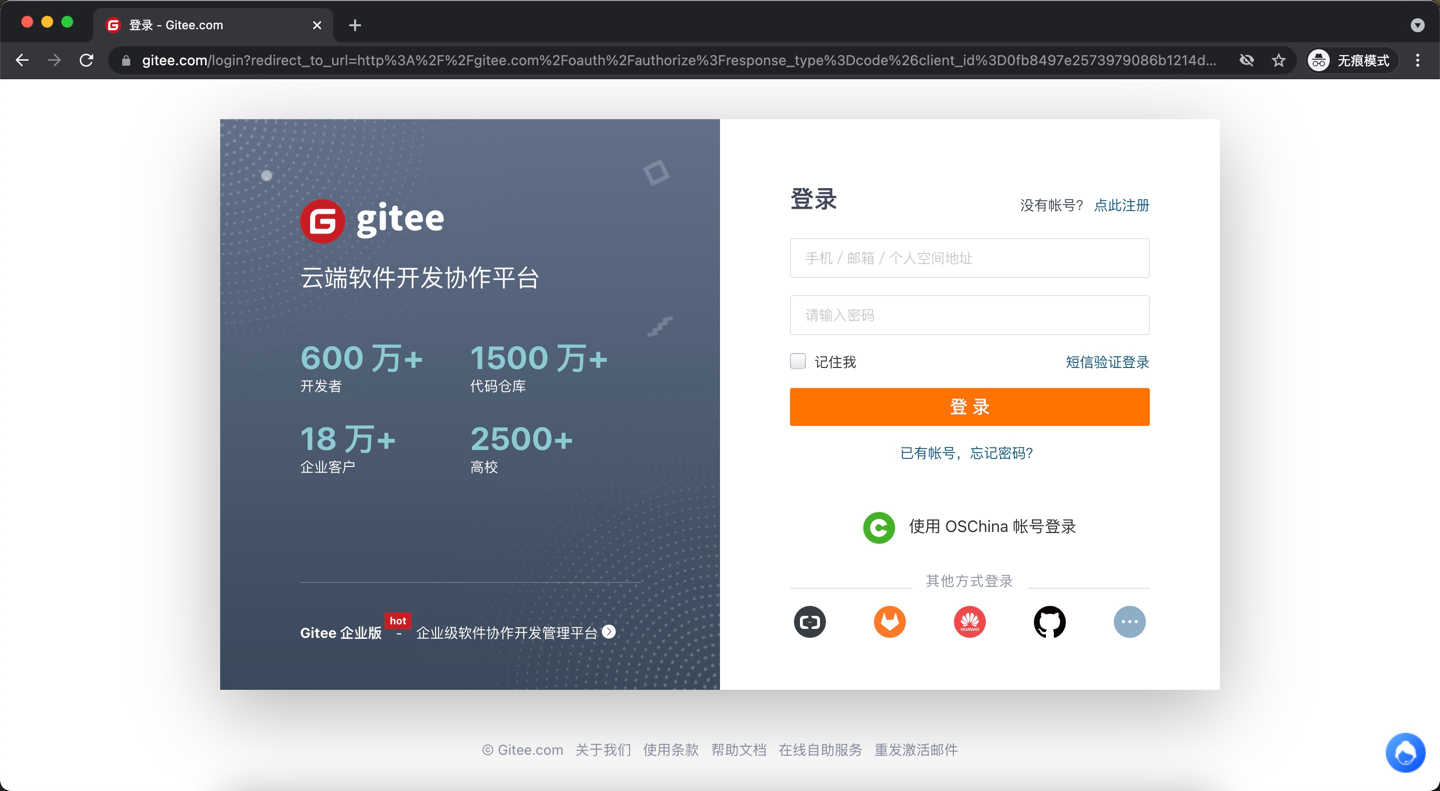 登录 - Gitee.com
gitee.com/login?redirect_to_url=http%3A%2F%2Fgitee.com%2Foauth%2Fauthorize%3Fresponse_type%3Dcode%26client_id%3D0fb8497e2573979086b1214d...
无痕模式
gitee
云端软件开发协作平台
600 万+
1500 万+
开发者
代码仓库
18 万+
2500+
企业客户
高校
Gitee 企业版 hot - 企业级软件协作开发管理平台
登录
没有帐号? 点此注册
手机 / 邮箱 / 个人空间地址
请输入密码
记住我
短信验证登录
登 录
已有帐号，忘记密码?
使用 OSChina 帐号登录
其他方式登录
HUAWEI
© Gitee.com 关于我们 使用条款 帮助文档 在线自助服务 重发激活邮件